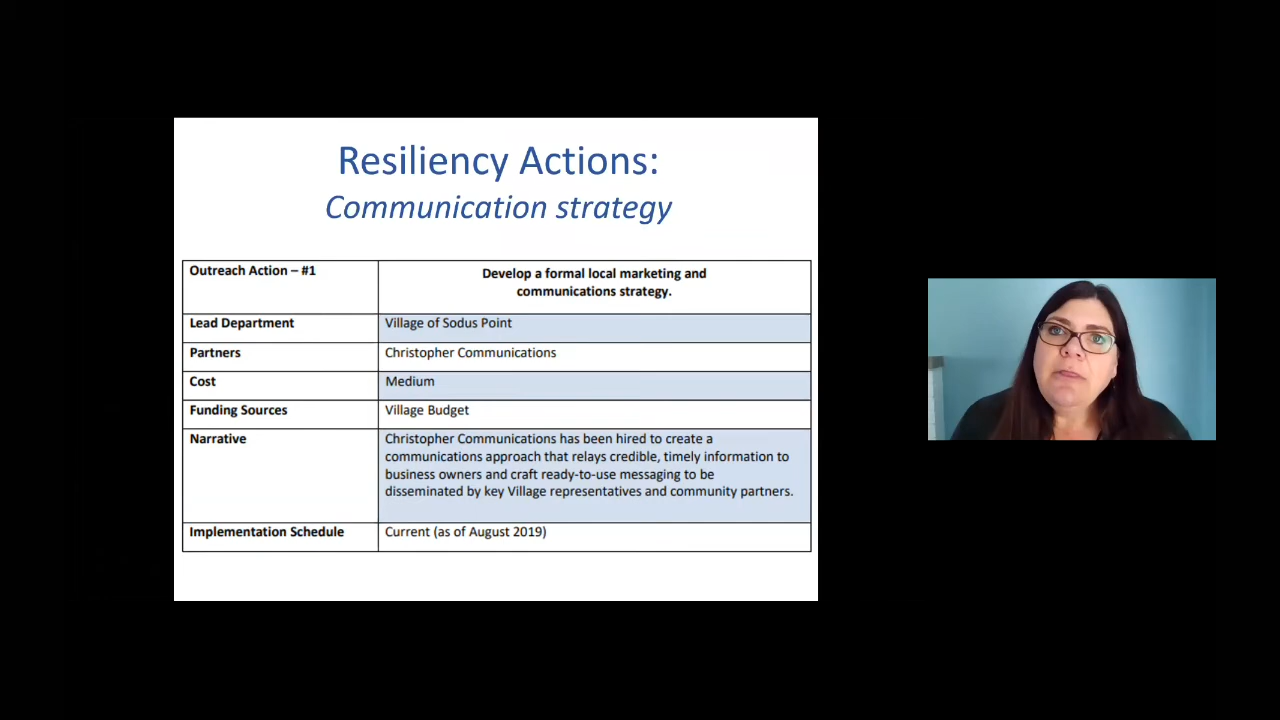 Resiliency Actions:
Communication strategy
Outreach Action – #1
Develop a formal local marketing and
communications strategy.
Lead Department
Village of Sodus Point
Partners
Christopher Communications
Cost
Medium
Funding Sources
Village Budget
Narrative
Christopher Communications has been hired to create a
communications approach that relays credible, timely information to
business owners and craft ready-to-use messaging to be
disseminated by key Village representatives and community partners.
Implementation Schedule
Current (as of August 2019)